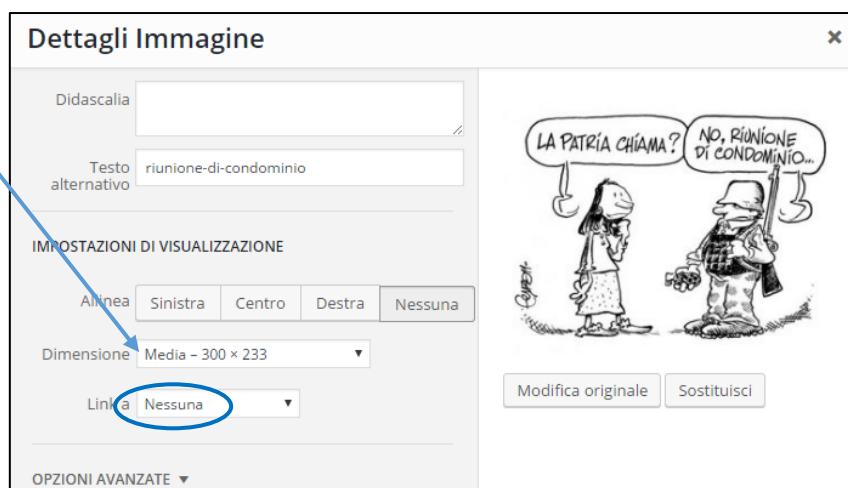 Dettagli Immagine
×
Didascalia
Testo alternativo
riunione-di-condominio
IMPOSTAZIONI DI VISUALIZZAZIONE
Allinea Sinistra Centro Destra Nessuna
Dimensione Media – 300 × 233
Link a Nessuna
OPZIONI AVANZATE
LA PATRIA CHIAMA?
NO, RIUNIONE
DI CONDOMINIO...
Modifica originale Sostituisci